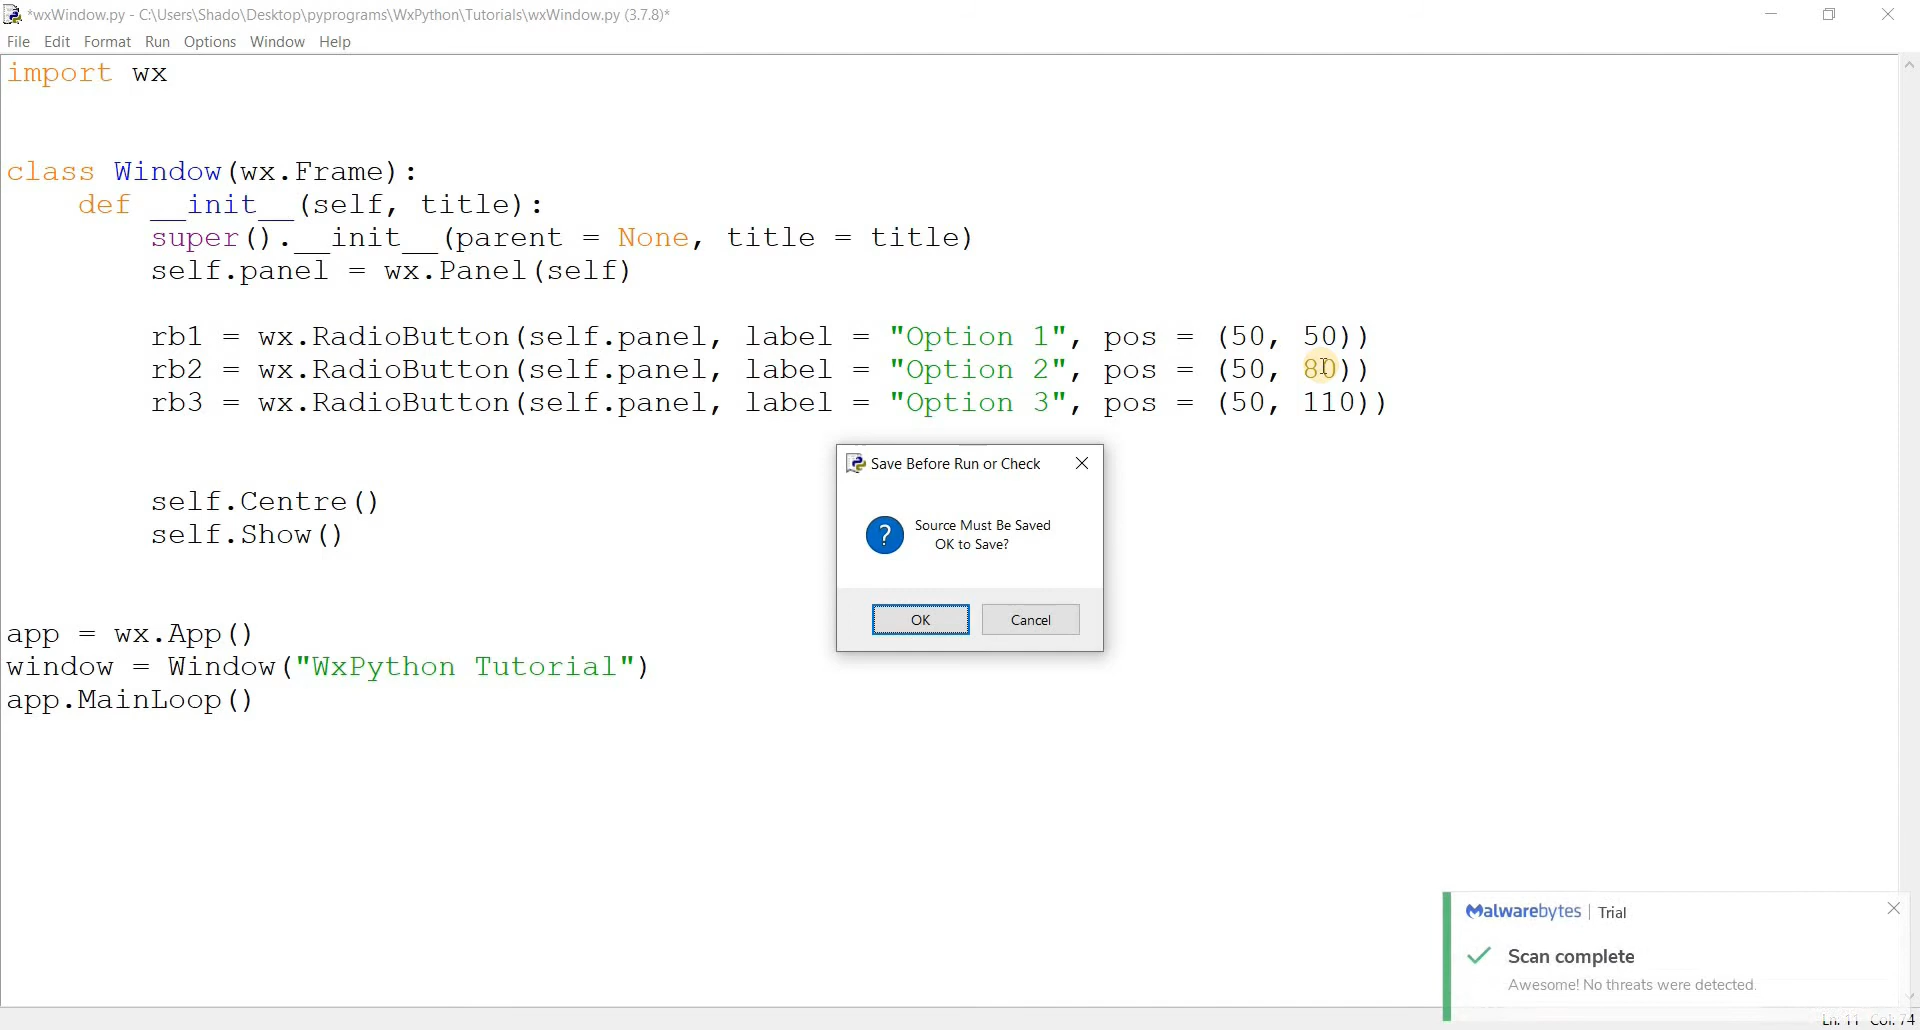 *wxWindow.py - C:\Users\Shado\Desktop\pyprograms\WxPython\Tutorials\wxWindow.py (3.7.8)*
File Edit Format Run Options Window Help
import wx
class Window(wx.Frame):
def __init__(self, title):
super().__init__(parent = None, title = title)
self.panel = wx.Panel(self)
rb1 = wx.RadioButton(self.panel, label = "Option 1", pos = (50, 50))
rb2 = wx.RadioButton(self.panel, label = "Option 2", pos = (50, 80))
rb3 = wx.RadioButton(self.panel, label = "Option 3", pos = (50, 110))
Save Before Run or Check
Source Must Be Saved
OK to Save?
OK Cancel
self.Centre()
self.Show()
app = wx.App()
window = Window("WxPython Tutorial")
app.MainLoop()
Malwarebytes | Trial
Scan complete
Awesome! No threats were detected.
Ln: 11 Col: 74